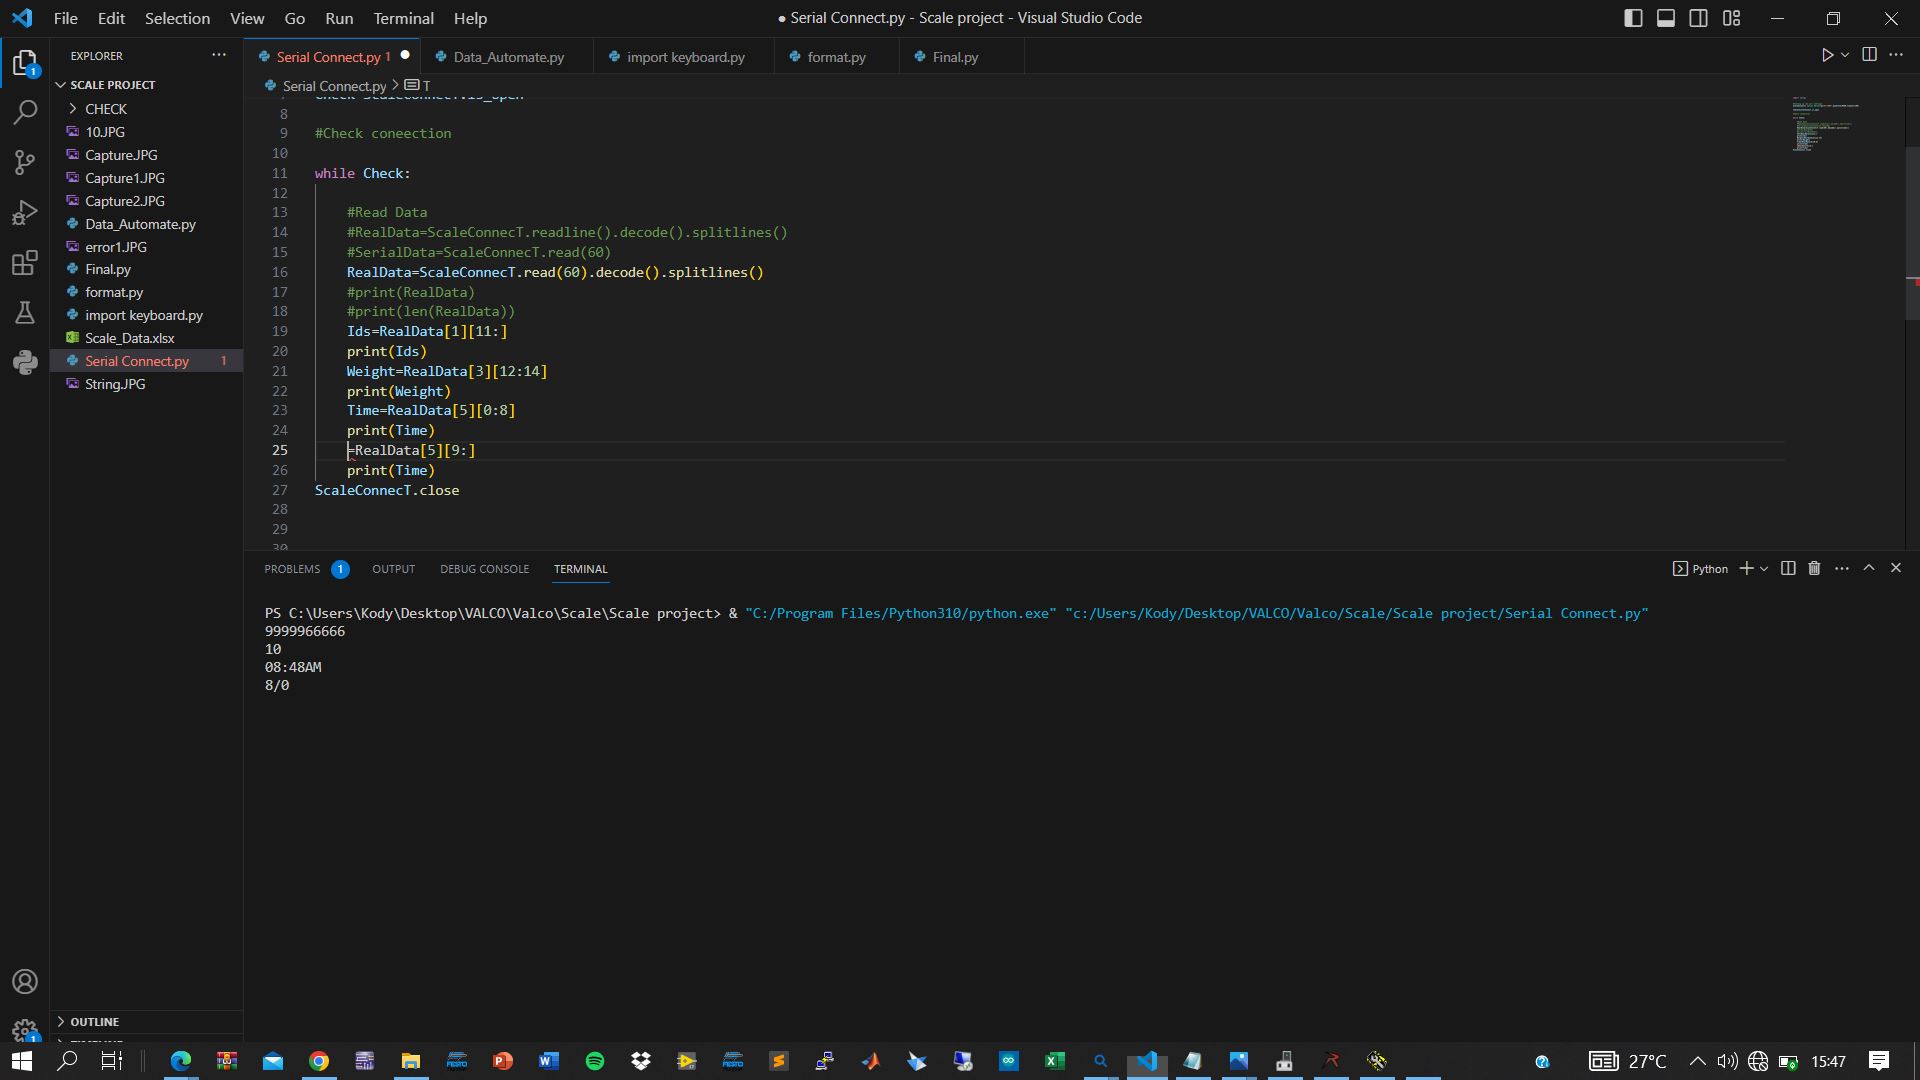 File Edit Selection View Go Run Terminal Help
● Serial Connect.py - Scale project - Visual Studio Code
EXPLORER
SCALE PROJECT
CHECK
10.JPG
Capture.JPG
Capture1.JPG
Capture2.JPG
Data_Automate.py
error1.JPG
Final.py
format.py
import keyboard.py
Scale_Data.xlsx
Serial Connect.py 1
String.JPG
OUTLINE
1
1
Serial Connect.py 1 Data_Automate.py import keyboard.py format.py Final.py
Serial Connect.py > T
8
9 #Check coneection
10
11 while Check:
12
13 #Read Data
14 #RealData=ScaleConnecT.readline().decode().splitlines()
15 #SerialData=ScaleConnecT.read(60)
16 RealData=ScaleConnecT.read(60).decode().splitlines()
17 #print(RealData)
18 #print(len(RealData))
19 Ids=RealData[1][11:]
20 print(Ids)
21 Weight=RealData[3][12:14]
22 print(Weight)
23 Time=RealData[5][0:8]
24 print(Time)
25 =RealData[5][9:]
26 print(Time)
27 ScaleConnecT.close
28
29
30
PROBLEMS 1 OUTPUT DEBUG CONSOLE TERMINAL
Python
PS C:\Users\Kody\Desktop\VALCO\Valco\Scale\Scale project> & "C:/Program Files/Python310/python.exe" "c:/Users/Kody/Desktop/VALCO/Valco/Scale/Scale project/Serial Connect.py"
9999966666
10
08:48AM
8/0
27°C
15:47